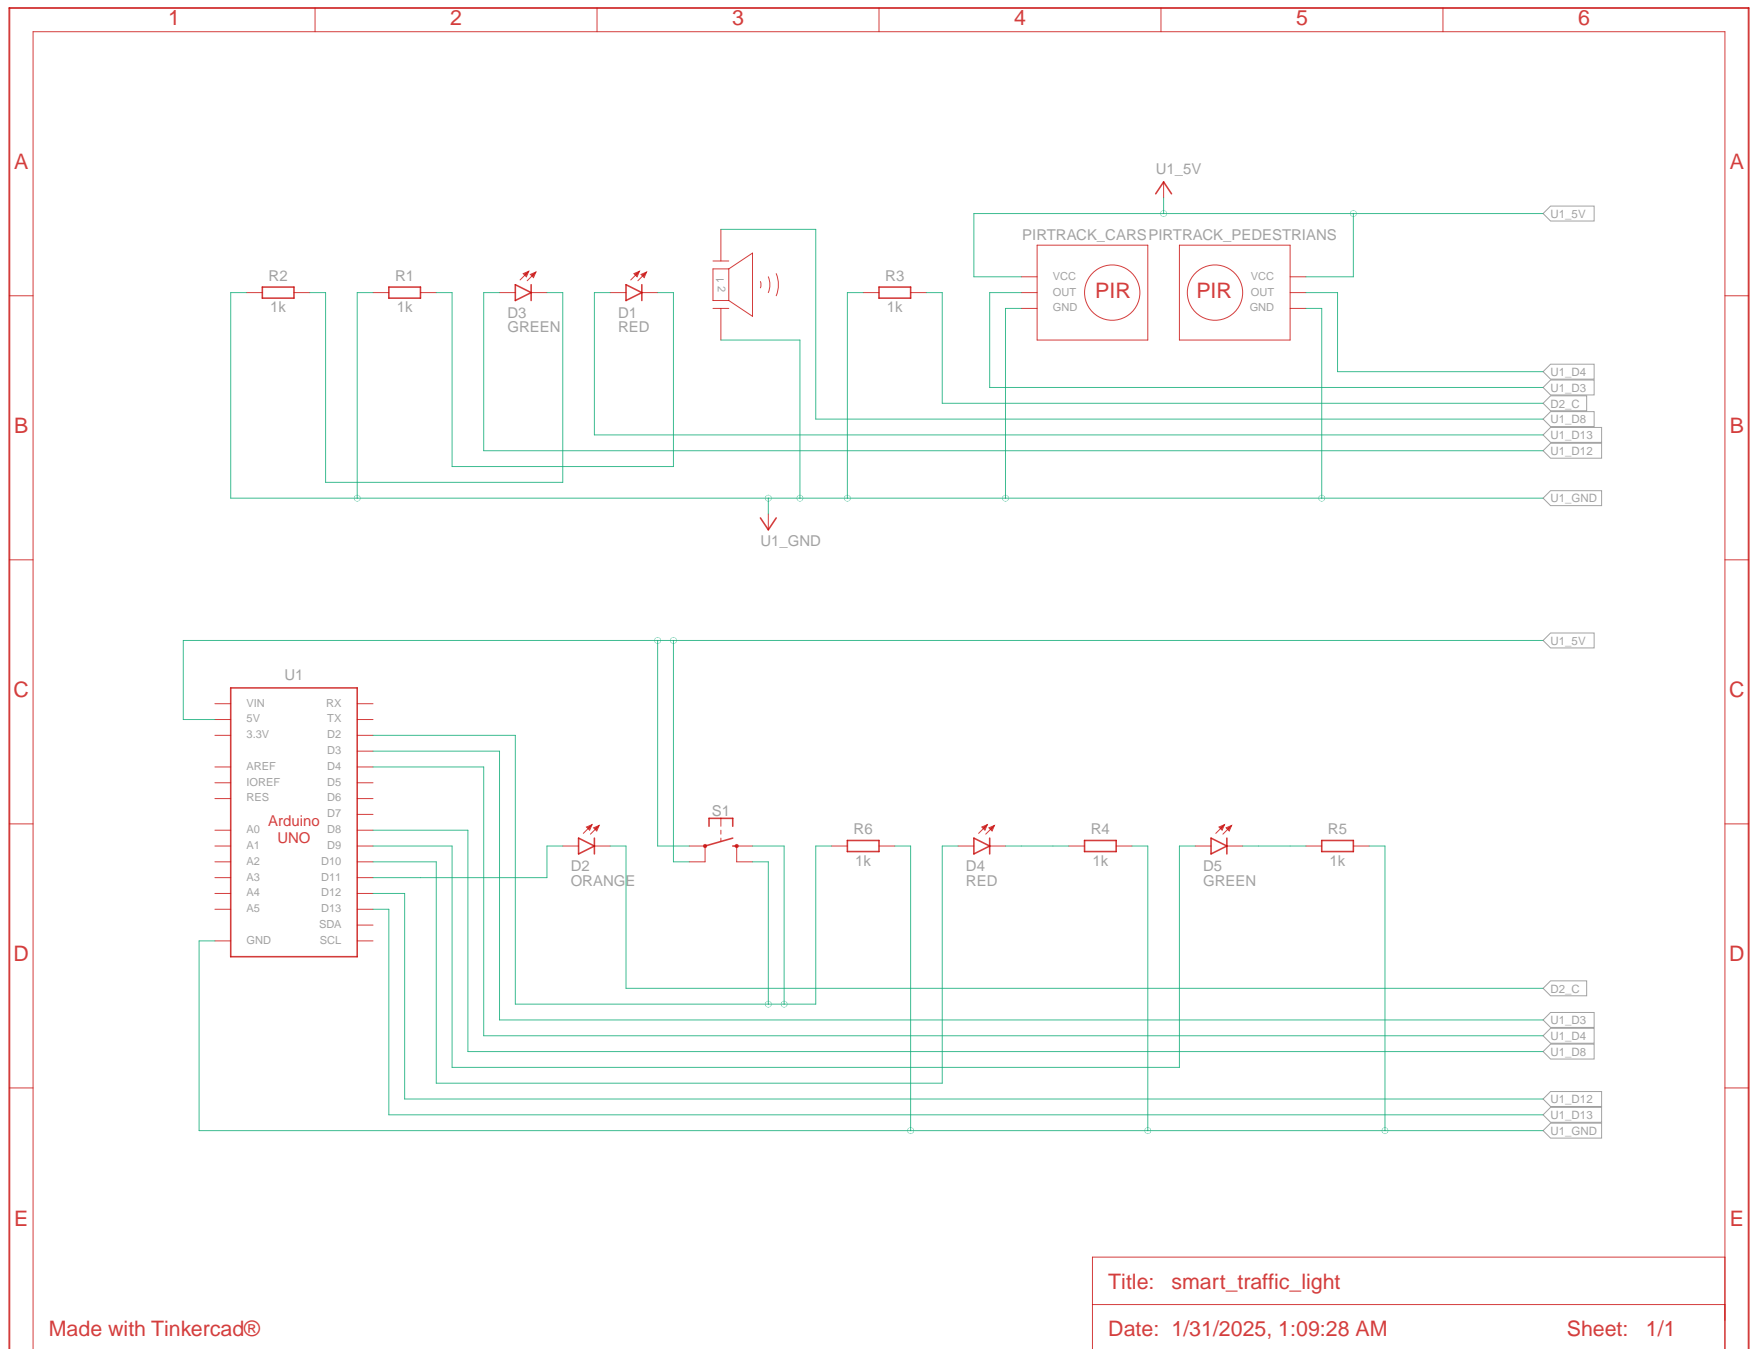 1 2 3 4 5 6
A A
U1_5V
U1_5V
PIRTRACK_CARS PIRTRACK_PEDESTRIANS
R2 R1 R3
1k 1k 1k
D3
GREEN
D1
RED
1 2
VCC
OUT
GND
PIR
PIR
VCC
OUT
GND
U1_D4
U1_D3
D2_C
U1_D8
U1_D13
U1_D12
B B
U1_GND
U1_GND
U1_5V
C C
U1
VIN RX
5V TX
3.3V D2
D3
AREF D4
IOREF D5
RES D6
D7
Arduino
UNO
A0 D8
A1 D9
A2 D10
A3 D11
A4 D12
A5 D13
SDA
GND SCL
S1
D2
ORANGE
R6
1k
D4
RED
R4
1k
D5
GREEN
R5
1k
D D
D2_C
U1_D3
U1_D4
U1_D8
U1_D12
U1_D13
U1_GND
E E
Title: smart_traffic_light
Made with Tinkercad®
Date: 1/31/2025, 1:09:28 AM Sheet: 1/1